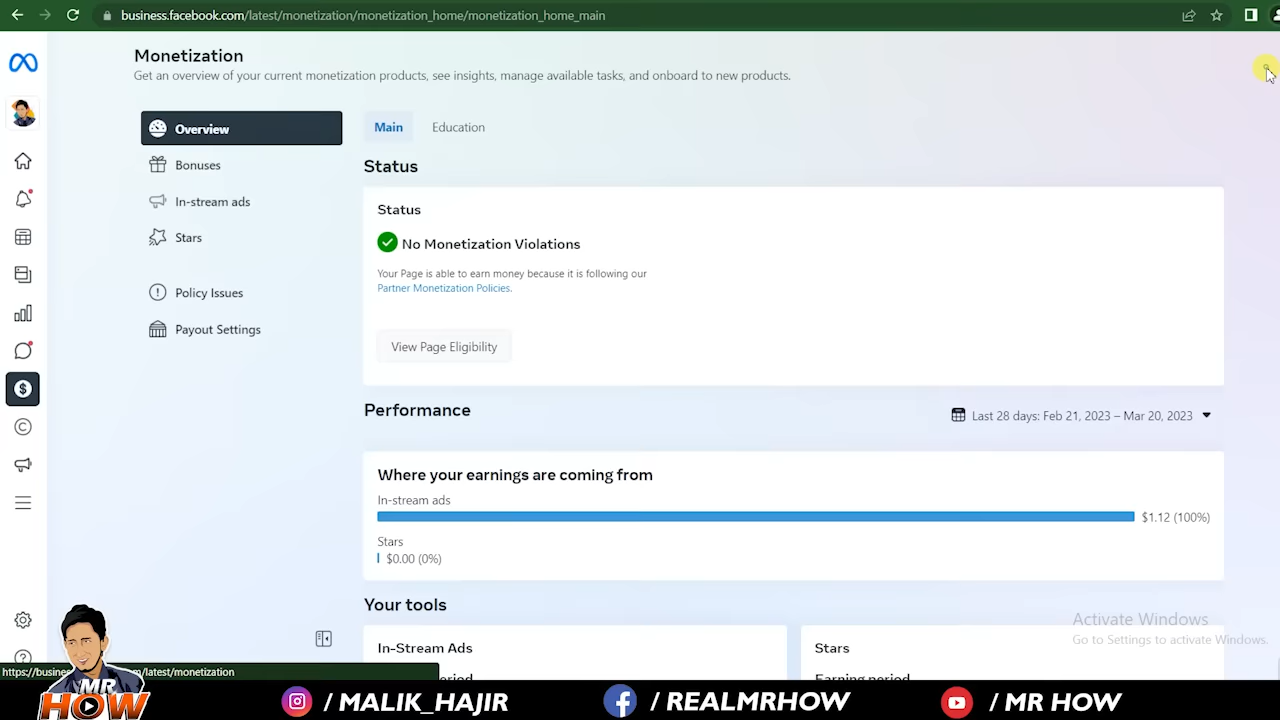 business.facebook.com/latest/monetization/monetization_home/monetization_home_main
Monetization
Get an overview of your current monetization products, see insights, manage available tasks, and onboard to new products.
Overview
Bonuses
In-stream ads
Stars
Policy Issues
Payout Settings
Main
Education
Status
Status
No Monetization Violations
Your Page is able to earn money because it is following our
Partner Monetization Policies.
View Page Eligibility
Performance
Last 28 days: Feb 21, 2023 – Mar 20, 2023
Where your earnings are coming from
In-stream ads
$1.12 (100%)
Stars
$0.00 (0%)
Your tools
In-Stream Ads
Stars
Earning period
Activate Windows
Go to Settings to activate Windows.
MR
HOW
/ MALIK_HAJIR
/ REALMRHOW
/ MR HOW